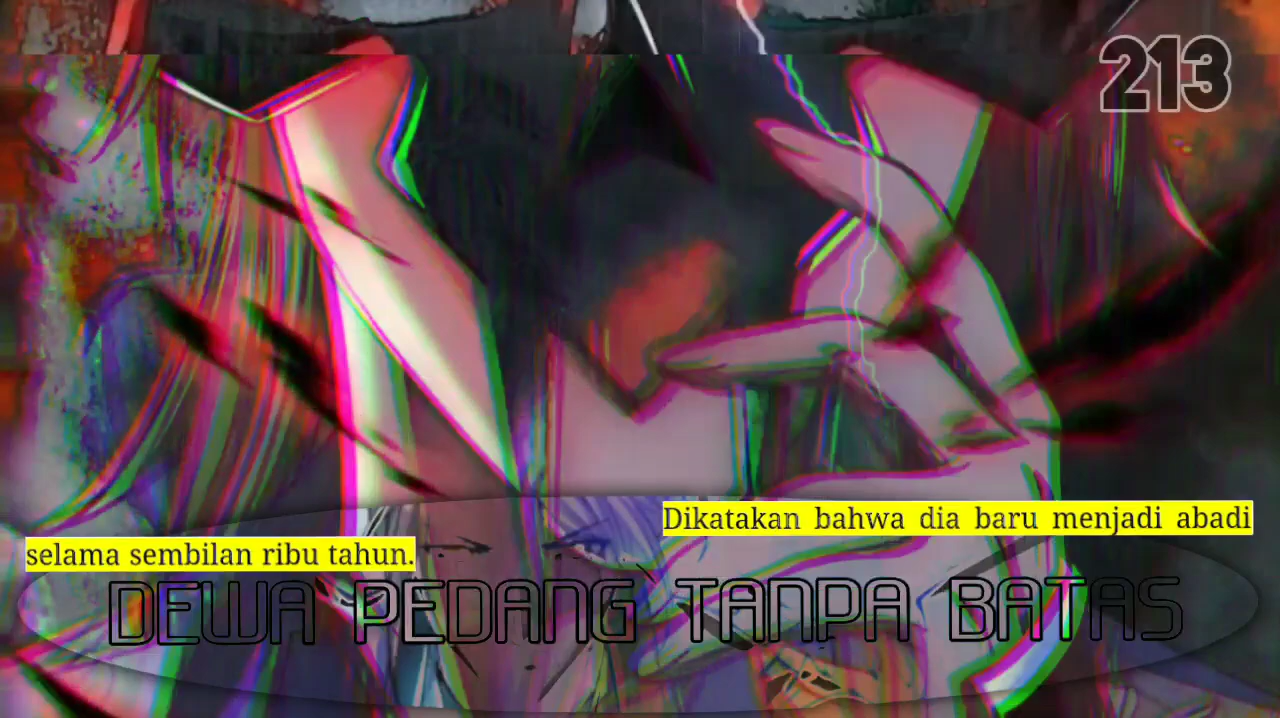 213
Dikatakan bahwa dia baru menjadi abadi
selama sembilan ribu tahun.
DEWA PEDANG TANPA BATAS